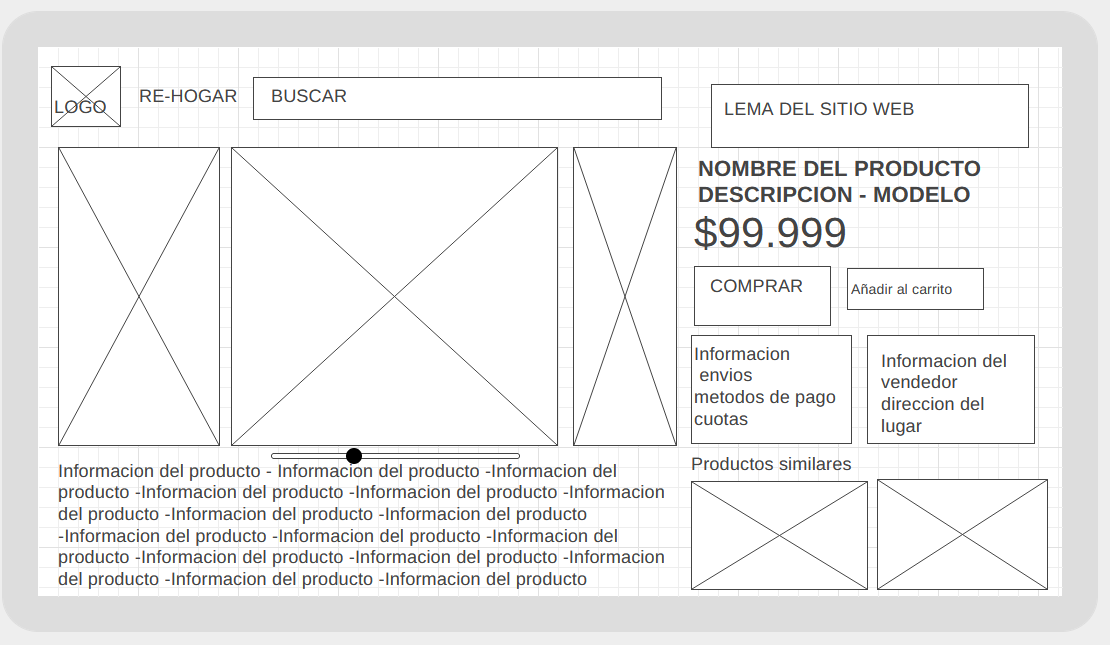 LOGO
RE-HOGAR
BUSCAR
LEMA DEL SITIO WEB
NOMBRE DEL PRODUCTO
DESCRIPCION - MODELO
$99.999
COMPRAR
Añadir al carrito
Informacion
envios
metodos de pago
cuotas
Informacion del
vendedor
direccion del
lugar
Informacion del producto - Informacion del producto -Informacion del
producto -Informacion del producto -Informacion del producto -Informacion
del producto -Informacion del producto -Informacion del producto
-Informacion del producto -Informacion del producto -Informacion del
producto -Informacion del producto -Informacion del producto -Informacion
del producto -Informacion del producto -Informacion del producto
Productos similares